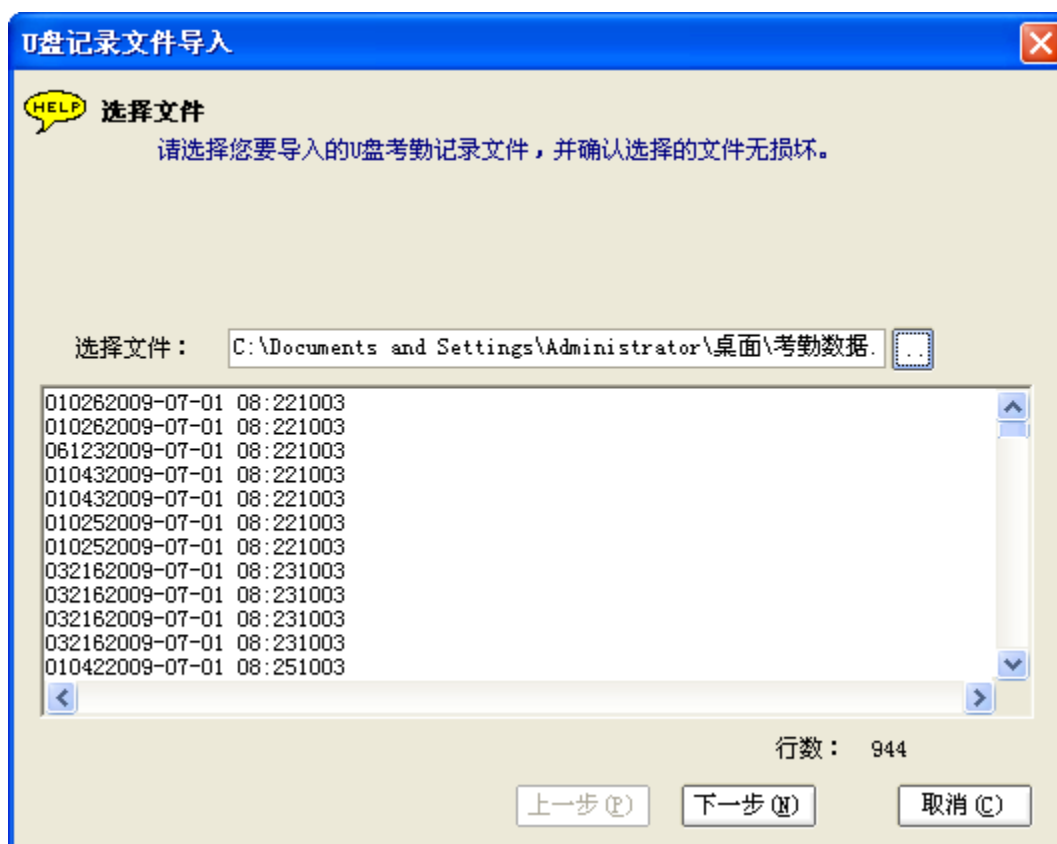 U盘记录文件导入
HELP 选择文件
请选择您要导入的U盘考勤记录文件，并确认选择的文件无损坏。
选择文件： C:\Documents and Settings\Administrator\桌面\考勤数据. ..
010262009-07-01 08:221003
010262009-07-01 08:221003
061232009-07-01 08:221003
010432009-07-01 08:221003
010432009-07-01 08:221003
010252009-07-01 08:221003
010252009-07-01 08:221003
032162009-07-01 08:231003
032162009-07-01 08:231003
032162009-07-01 08:231003
032162009-07-01 08:231003
010422009-07-01 08:251003
行数： 944
上一步(P) 下一步(N) 取消(C)